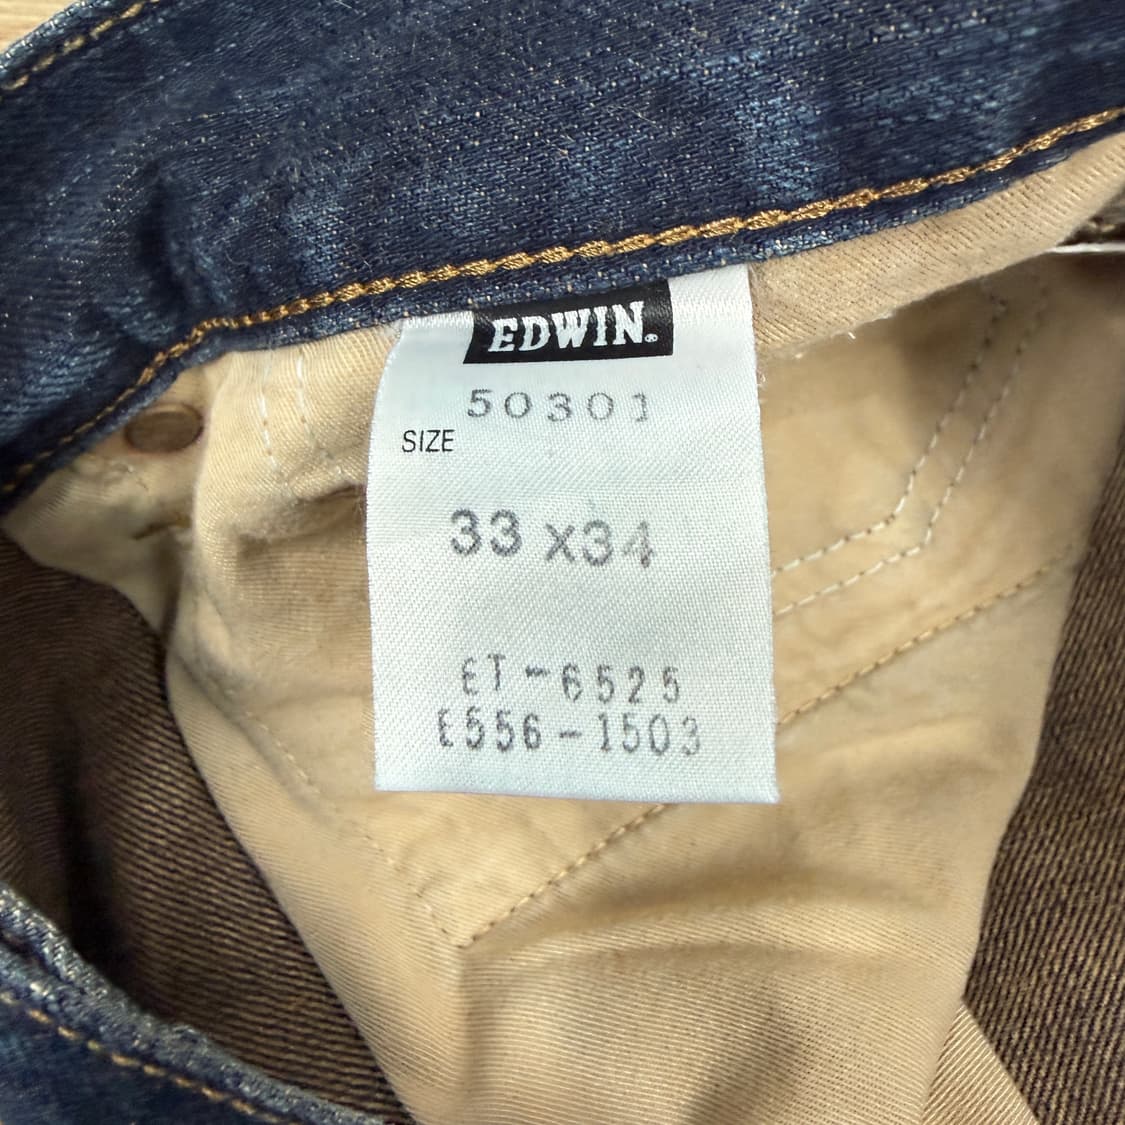 EDWIN®
50301
SIZE
33 x34
ET-6525
E556-1503